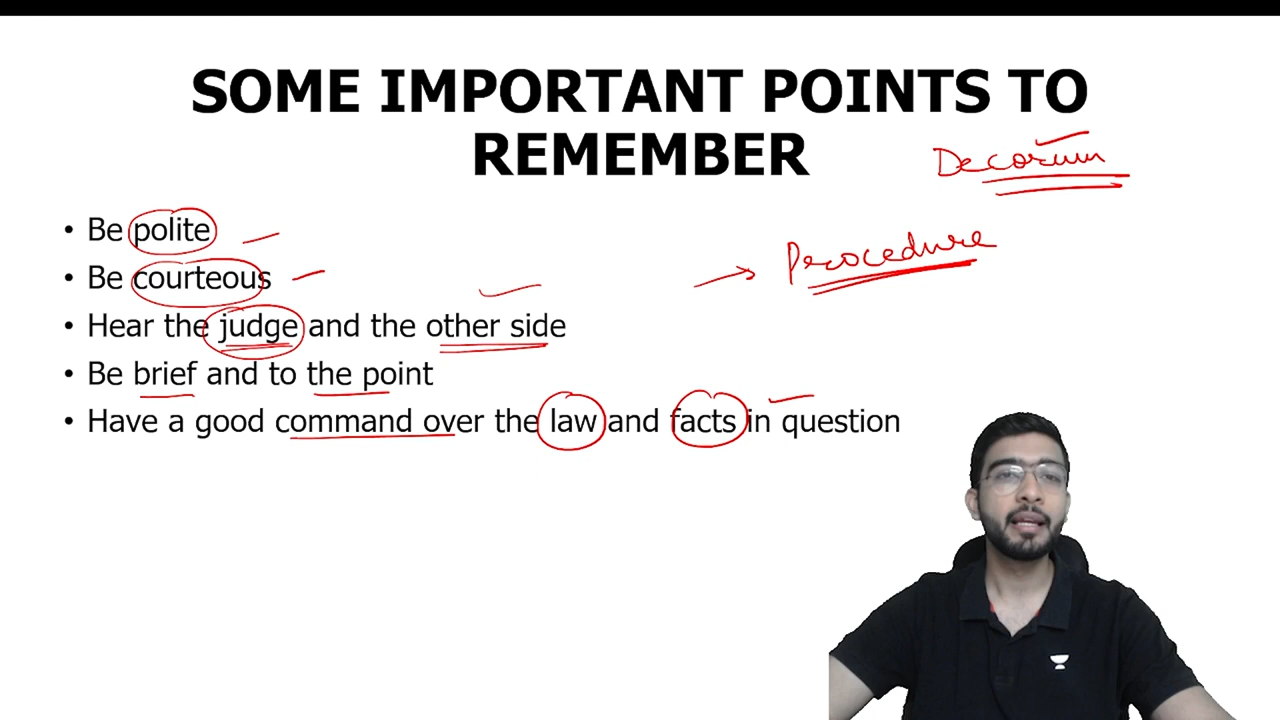 SOME IMPORTANT POINTS TO
REMEMBER
Decorum
• Be polite
Procedure
• Be courteous
• Hear the judge and the other side
• Be brief and to the point
• Have a good command over the law and facts in question